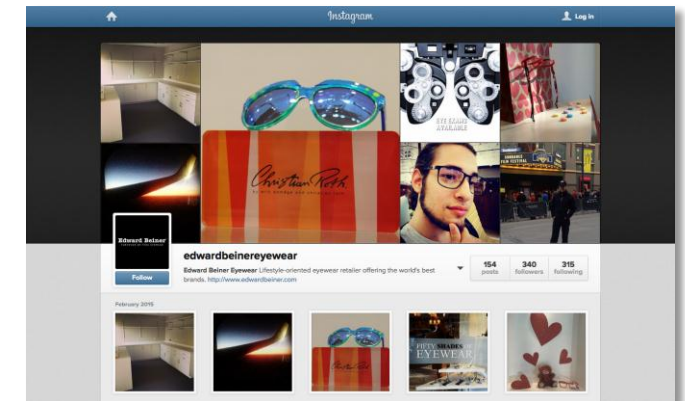 Instagram
Log in
EYE EXAMS
AVAILABLE
Christian Roth.
Edward Beiner
edwardbeinereyewear
Edward Beiner Eyewear Lifestyle-oriented eyewear retailer offering the world's best
brands. http://www.edwardbeiner.com
154
posts
340
followers
315
following
Follow
February 2015
FIFTY SHADES OF
EYEWEAR